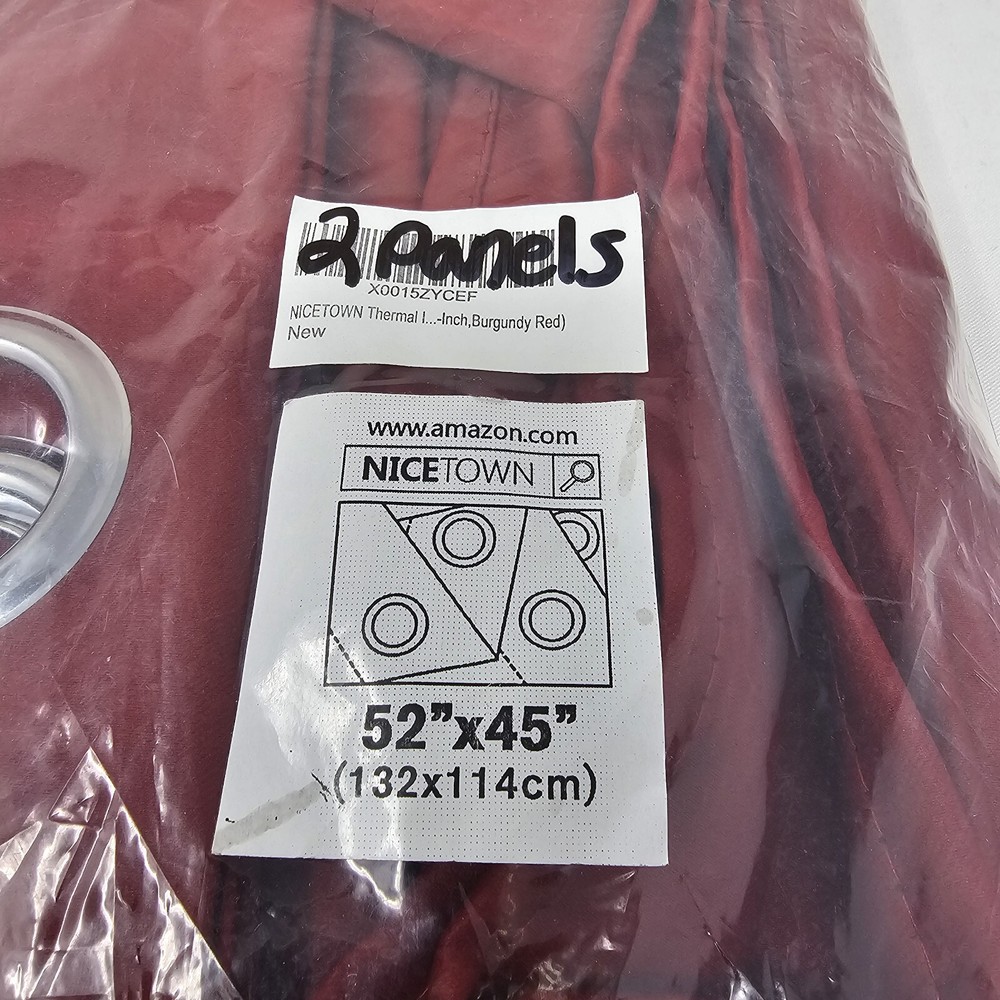 2 Panels
X0015ZYCEF
NICETOWN Thermal I...-Inch,Burgundy Red)
New
www.amazon.com
NICETOWN
52"x45"
(132x114cm)